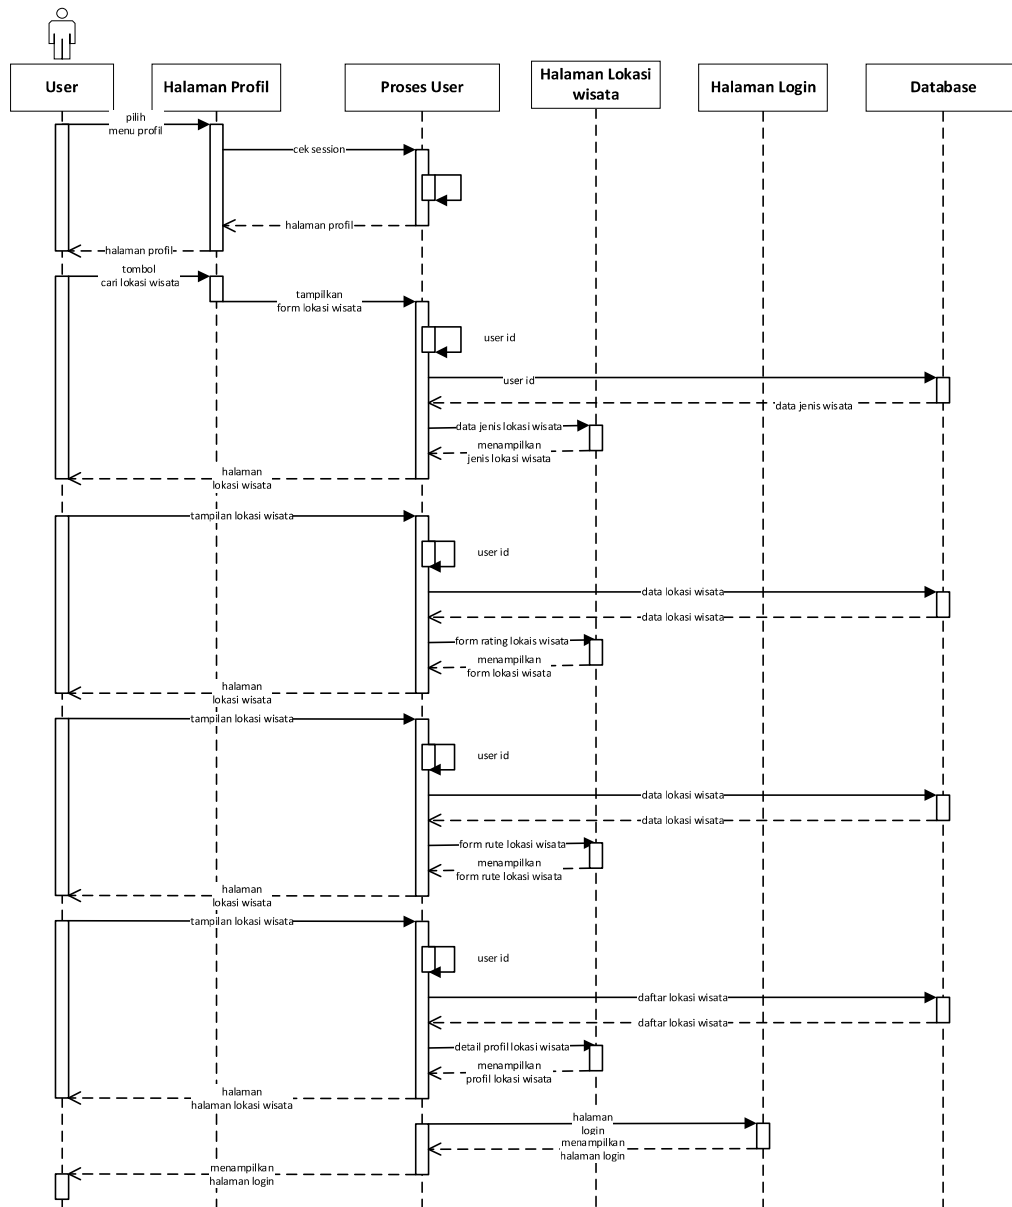 User
Halaman Profil
Proses User
Halaman Lokasi
wisata
Halaman Login
Database
pilih
menu profil
cek session
halaman profil
halaman profil
tombol
cari lokasi wisata
tampilkan
form lokasi wisata
user id
user id
data jenis wisata
data jenis lokasi wisata
menampilkan
jenis lokasi wisata
halaman
lokasi wisata
tampilan lokasi wisata
user id
data lokasi wisata
data lokasi wisata
form rating lokais wisata
menampilkan
form lokasi wisata
halaman
lokasi wisata
tampilan lokasi wisata
user id
data lokasi wisata
data lokasi wisata
form rute lokasi wisata
menampilkan
form rute lokasi wisata
halaman
lokasi wisata
tampilan lokasi wisata
user id
daftar lokasi wisata
daftar lokasi wisata
detail profil lokasi wisata
menampilkan
profil lokasi wisata
halaman
halaman lokasi wisata
halaman
login
menampilkan
halaman login
menampilkan
halaman login